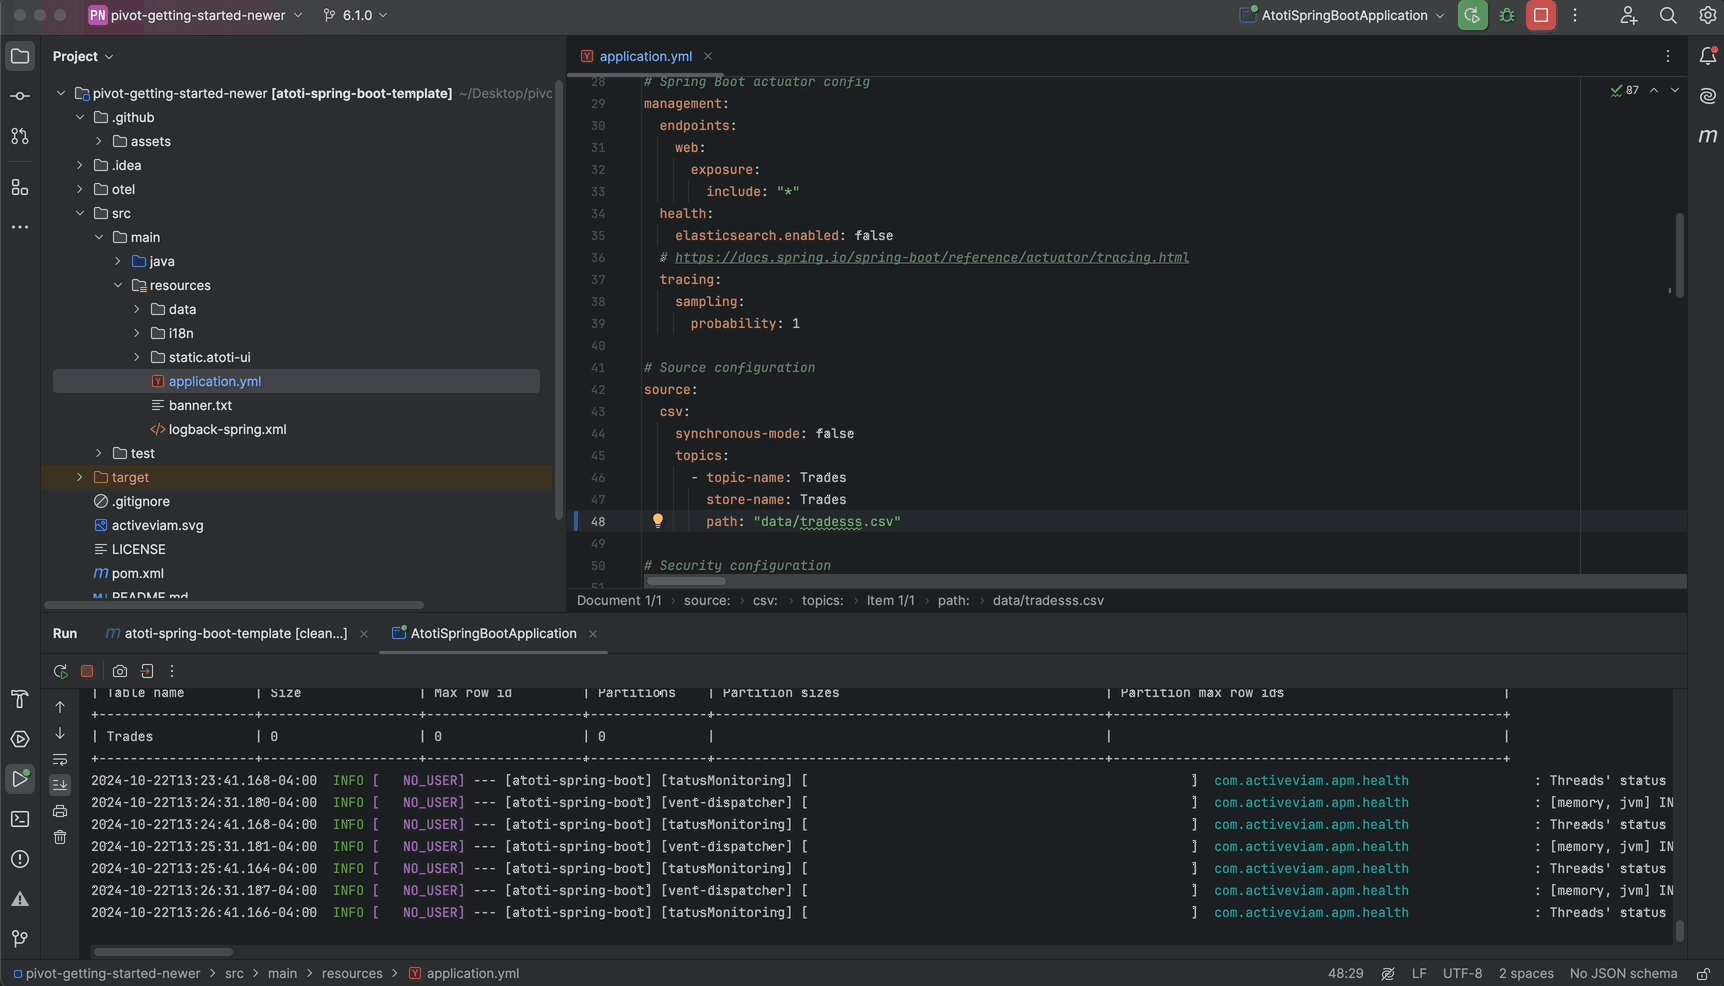 PN pivot-getting-started-newer 6.1.0 AtotiSpringBootApplication
Project
application.yml
pivot-getting-started-newer [atoti-spring-boot-template] ~/Desktop/pivo
.github
assets
.idea
otel
src
main
java
resources
data
i18n
static.atoti-ui
application.yml
banner.txt
logback-spring.xml
test
target
.gitignore
activeviam.svg
LICENSE
m pom.xml
README.md
87
28 # Spring Boot actuator config
29 management:
30 endpoints:
31 web:
32 exposure:
33 include: "*"
34 health:
35 elasticsearch.enabled: false
36 # https://docs.spring.io/spring-boot/reference/actuator/tracing.html
37 tracing:
38 sampling:
39 probability: 1
40
41 # Source configuration
42 source:
43 csv:
44 synchronous-mode: false
45 topics:
46 - topic-name: Trades
47 store-name: Trades
48 path: "data/tradesss.csv"
49
50 # Security configuration
51
Document 1/1 › source: › csv: › topics: › Item 1/1 › path: › data/tradesss.csv
Run m atoti-spring-boot-template [clean...] AtotiSpringBootApplication
| Table name | Size | Max row id | Partitions | Partition sizes | Partition max row ids |
| Trades | 0 | 0 | 0 | | |
2024-10-22T13:23:41.168-04:00 INFO [ NO_USER] --- [atoti-spring-boot] [tatusMonitoring] [ ] com.activeviam.apm.health : Threads' status
2024-10-22T13:24:31.180-04:00 INFO [ NO_USER] --- [atoti-spring-boot] [vent-dispatcher] [ ] com.activeviam.apm.health : [memory, jvm] IN
2024-10-22T13:24:41.168-04:00 INFO [ NO_USER] --- [atoti-spring-boot] [tatusMonitoring] [ ] com.activeviam.apm.health : Threads' status
2024-10-22T13:25:31.181-04:00 INFO [ NO_USER] --- [atoti-spring-boot] [vent-dispatcher] [ ] com.activeviam.apm.health : [memory, jvm] IN
2024-10-22T13:25:41.164-04:00 INFO [ NO_USER] --- [atoti-spring-boot] [tatusMonitoring] [ ] com.activeviam.apm.health : Threads' status
2024-10-22T13:26:31.187-04:00 INFO [ NO_USER] --- [atoti-spring-boot] [vent-dispatcher] [ ] com.activeviam.apm.health : [memory, jvm] IN
2024-10-22T13:26:41.166-04:00 INFO [ NO_USER] --- [atoti-spring-boot] [tatusMonitoring] [ ] com.activeviam.apm.health : Threads' status
pivot-getting-started-newer › src › main › resources › application.yml 48:29 LF UTF-8 2 spaces No JSON schema